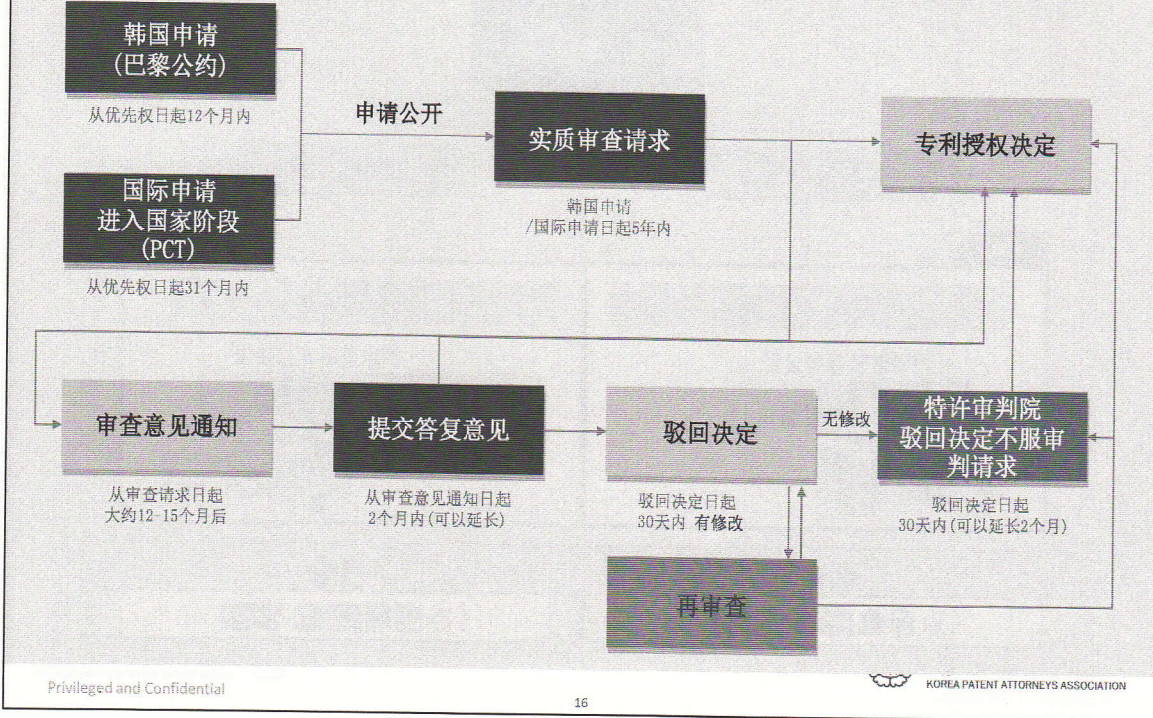 韩国申请
(巴黎公约)
从优先权日起12个月内
申请公开
实质审查请求
韩国申请
/国际申请日起5年内
专利授权决定
国际申请
进入国家阶段
(PCT)
从优先权日起31个月内
审查意见通知
从审查请求日起
大约12-15个月后
提交答复意见
从审查意见通知日起
2个月内(可以延长)
驳回决定
驳回决定日起
30天内 有修改
无修改
特许审判院
驳回决定不服审
判请求
驳回决定日起
30天内(可以延长2个月)
再审查
Privileged and Confidential
16
KOREA PATENT ATTORNEYS ASSOCIATION